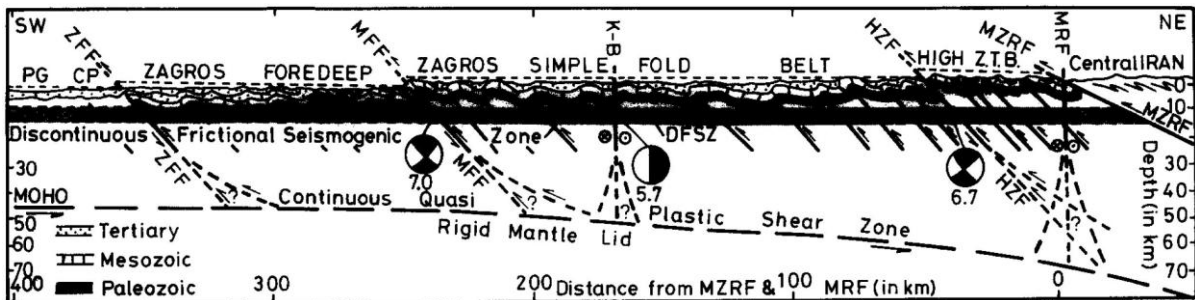 SW
NE
ZFF
MFF
K-B
HZF
MZRF
MRF
PG CP ZAGROS FOREDEEP ZAGROS SIMPLE FOLD BELT HIGH Z.T.B. Central IRAN
0
10
MZRF
Discontinuous Frictional Seismogenic Zone DFSZ
20
30
ZFF
7.0
MFF
5.7
6.7
HZF
30
MOHO
Continuous Quasi Plastic Shear Zone
Rigid Mantle Lid
? ? ? ?
50
60
70
Tertiary
Mesozoic
Paleozoic
40
50
60
70
Depth (in km)
400 300 200 Distance from MZRF & MRF (in km) 100 0